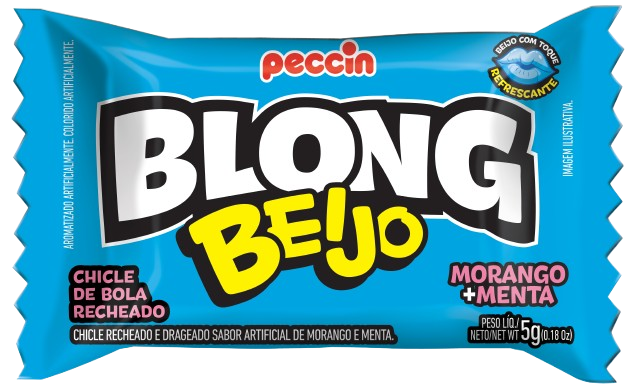 peccin
BEIJO COM TOQUE
REFRESCANTE
AROMATIZADO ARTIFICIALMENTE. COLORIDO ARTIFICIALMENTE.
IMAGEM ILUSTRATIVA.
BLONG
BEIJO
CHICLE
DE BOLA
RECHEADO
MORANGO
+MENTA
CHICLE RECHEADO E DRAGEADO SABOR ARTIFICIAL DE MORANGO E MENTA.
PESO LÍQ./
NETO/NET WT 5g (0.18 Oz)